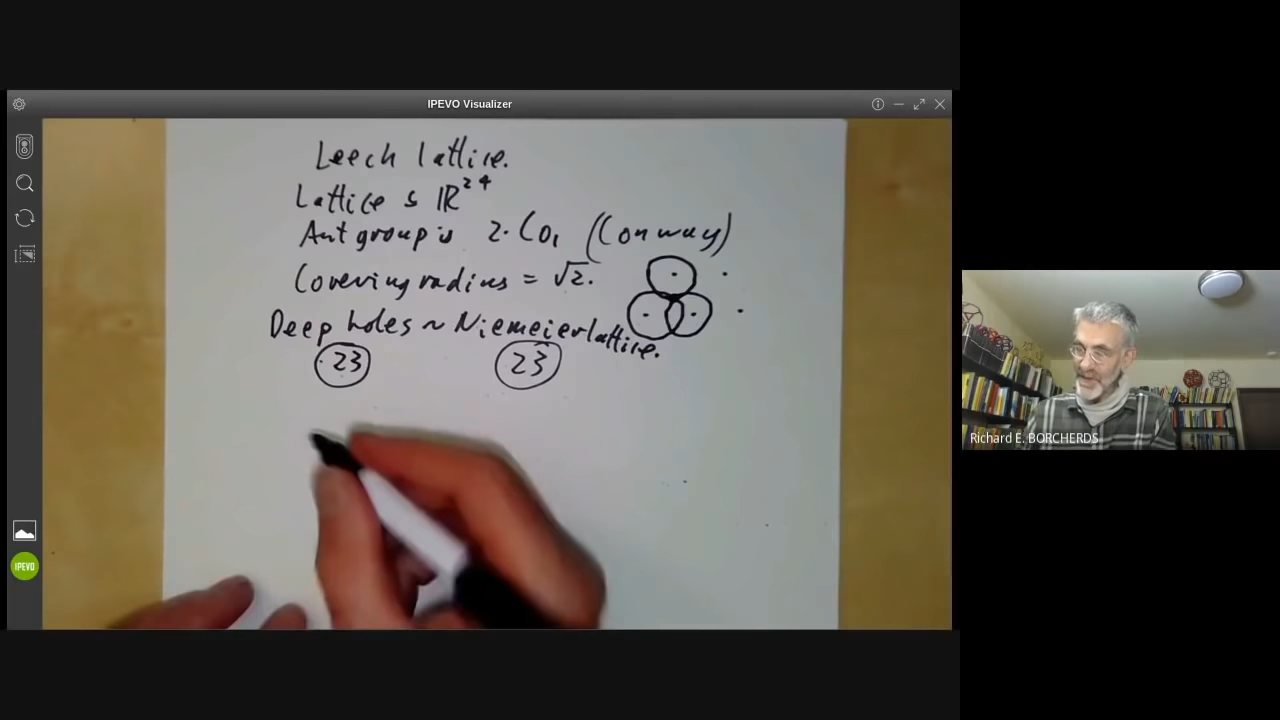 IPEVO Visualizer
Leech lattice.
Lattice s ℝ²⁴
Aut group is 2·Co₁ (Conway)
Covering radius = √2.
Deep holes ~ Niemeier lattice.
23 23
IPEVO
Richard E. BORCHERDS